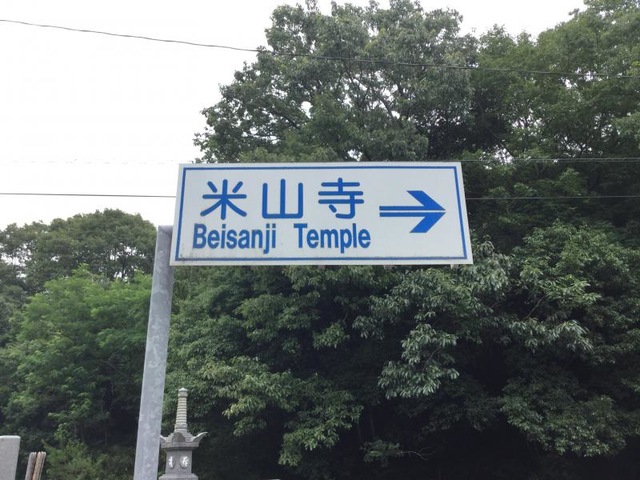 米山寺
Beisanji Temple